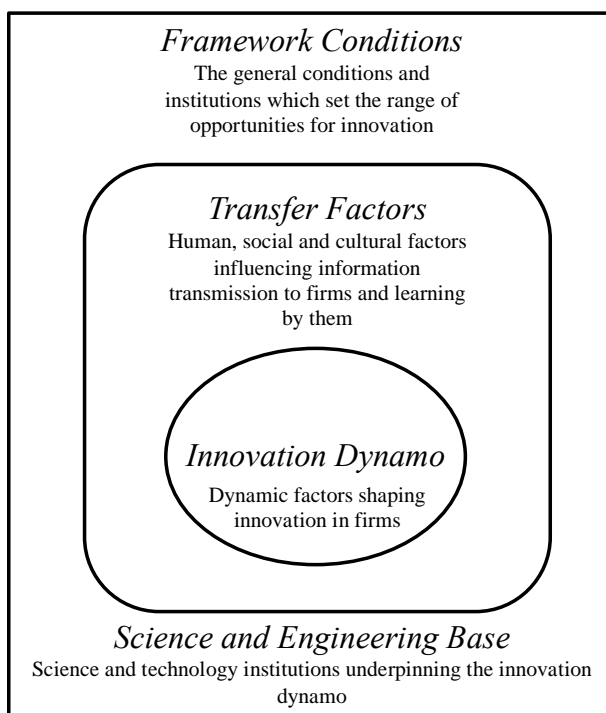 Framework Conditions
The general conditions and
institutions which set the range of
opportunities for innovation
Transfer Factors
Human, social and cultural factors
influencing information
transmission to firms and learning
by them
Innovation Dynamo
Dynamic factors shaping
innovation in firms
Science and Engineering Base
Science and technology institutions underpinning the innovation
dynamo